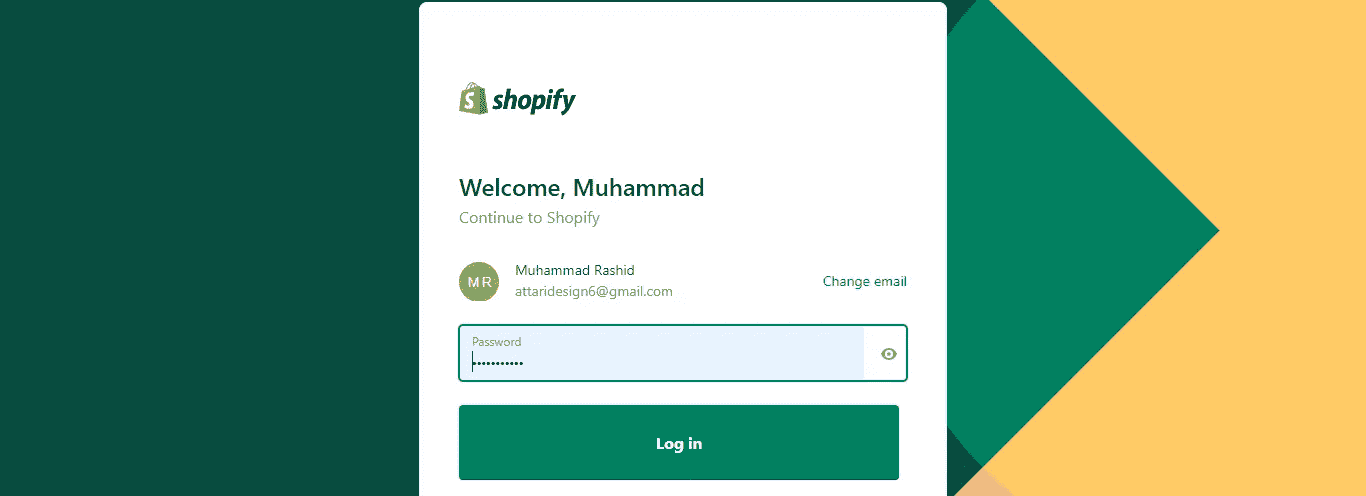 shopify
Welcome, Muhammad
Continue to Shopify
MR
Muhammad Rashid
attaridesign6@gmail.com
Change email
Password
•••••••••••
Log in